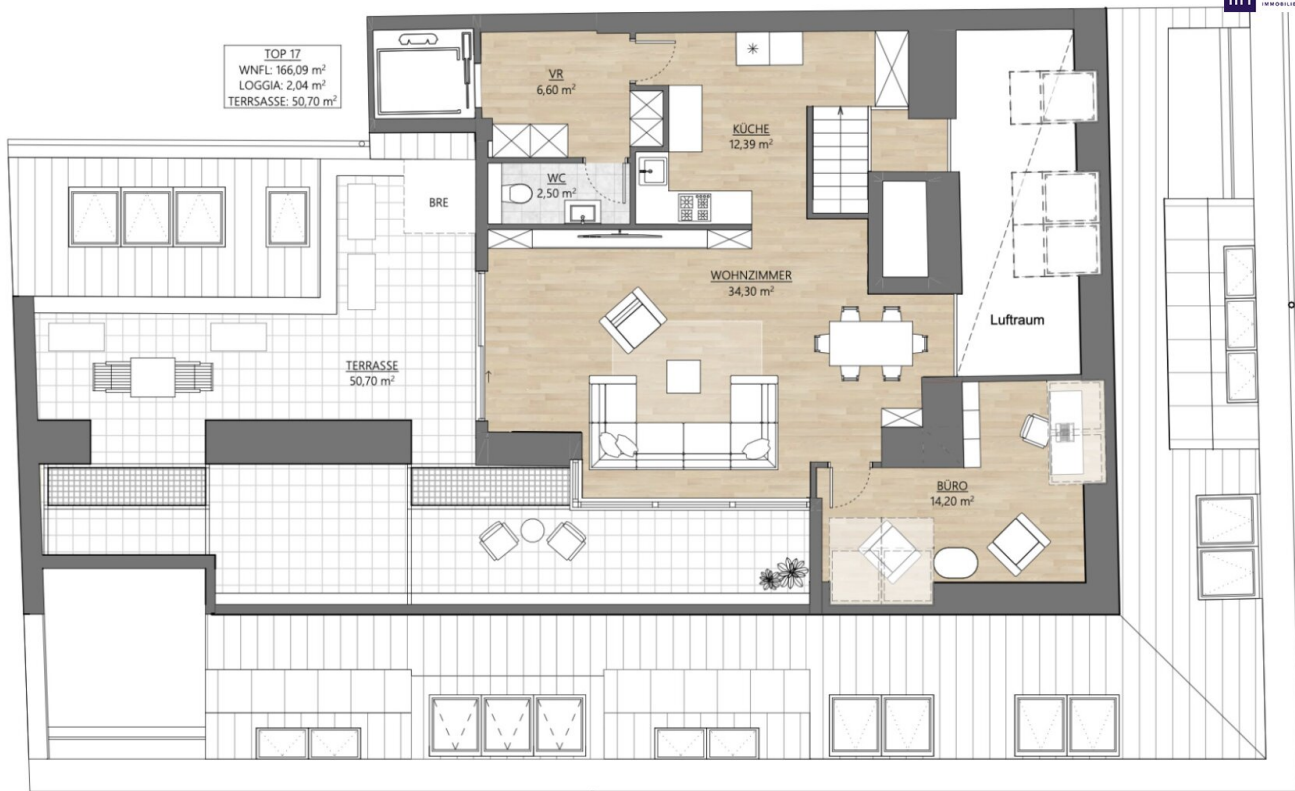 IMMOBILIE
TOP 17
WNFL: 166,09 m²
LOGGIA: 2,04 m²
TERRSASSE: 50,70 m²
VR
6,60 m²
KÜCHE
12,39 m²
WC
2,50 m²
BRE
WOHNZIMMER
34,30 m²
Luftraum
TERRASSE
50,70 m²
BÜRO
14,20 m²